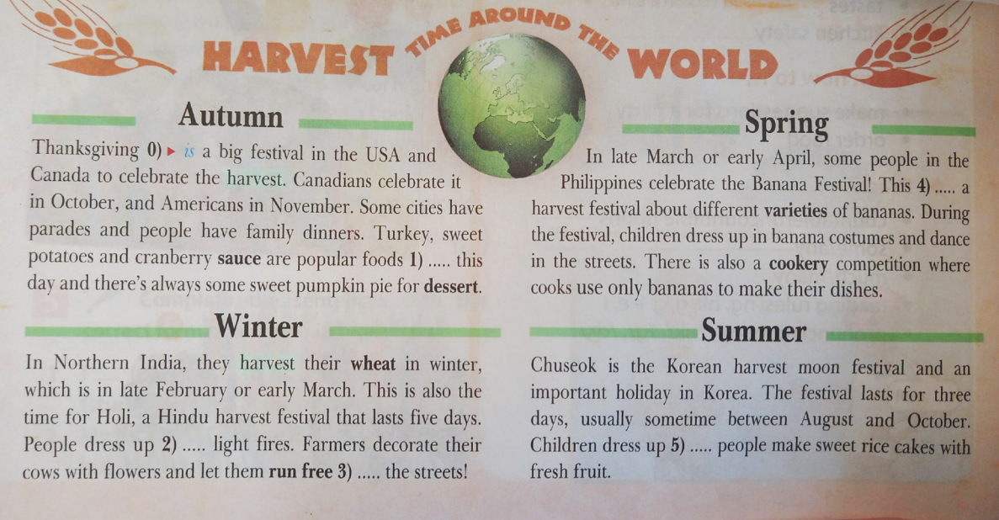 HARVEST TIME AROUND THE WORLD
Autumn
Thanksgiving 0) ▸ is a big festival in the USA and
Canada to celebrate the harvest. Canadians celebrate it
in October, and Americans in November. Some cities have
parades and people have family dinners. Turkey, sweet
potatoes and cranberry sauce are popular foods 1) ..... this
day and there's always some sweet pumpkin pie for dessert.
Winter
In Northern India, they harvest their wheat in winter,
which is in late February or early March. This is also the
time for Holi, a Hindu harvest festival that lasts five days.
People dress up 2) ..... light fires. Farmers decorate their
cows with flowers and let them run free 3) ..... the streets!
Spring
In late March or early April, some people in the
Philippines celebrate the Banana Festival! This 4) ..... a
harvest festival about different varieties of bananas. During
the festival, children dress up in banana costumes and dance
in the streets. There is also a cookery competition where
cooks use only bananas to make their dishes.
Summer
Chuseok is the Korean harvest moon festival and an
important holiday in Korea. The festival lasts for three
days, usually sometime between August and October.
Children dress up 5) ..... people make sweet rice cakes with
fresh fruit.